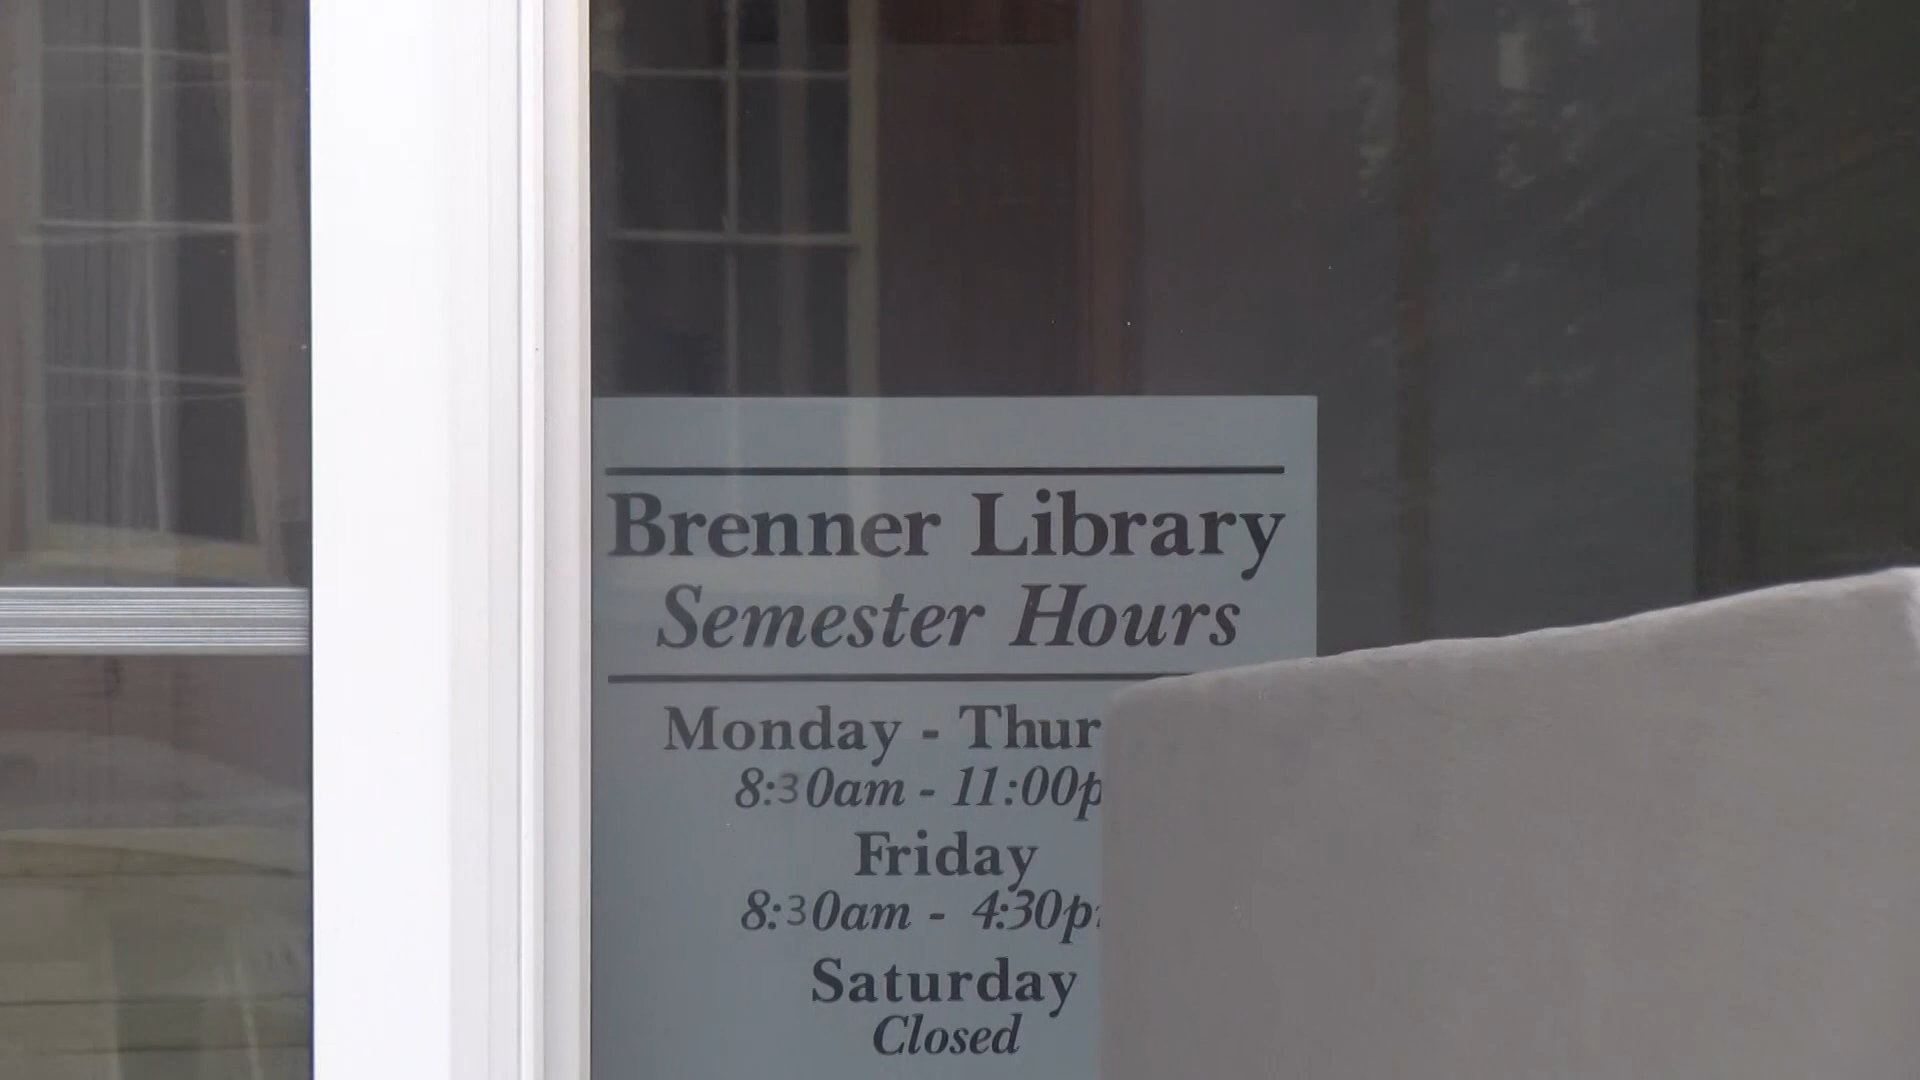 Brenner Library
Semester Hours
Monday - Thur
8:30am - 11:00p
Friday
8:30am - 4:30p
Saturday
Closed